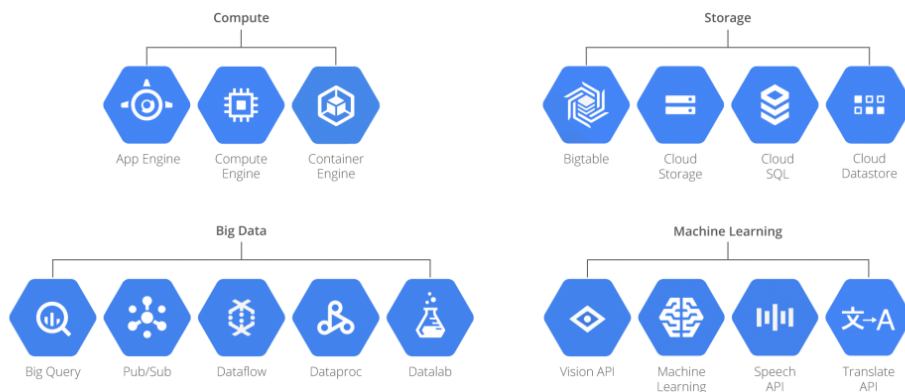 Compute
App Engine
Compute
Engine
Container
Engine
Storage
Bigtable
Cloud
Storage
Cloud
SQL
Cloud
Datastore
Big Data
Big Query
Pub/Sub
Dataflow
Dataproc
Datalab
Machine Learning
Vision API
Machine
Learning
Speech
API
文→A
Translate
API